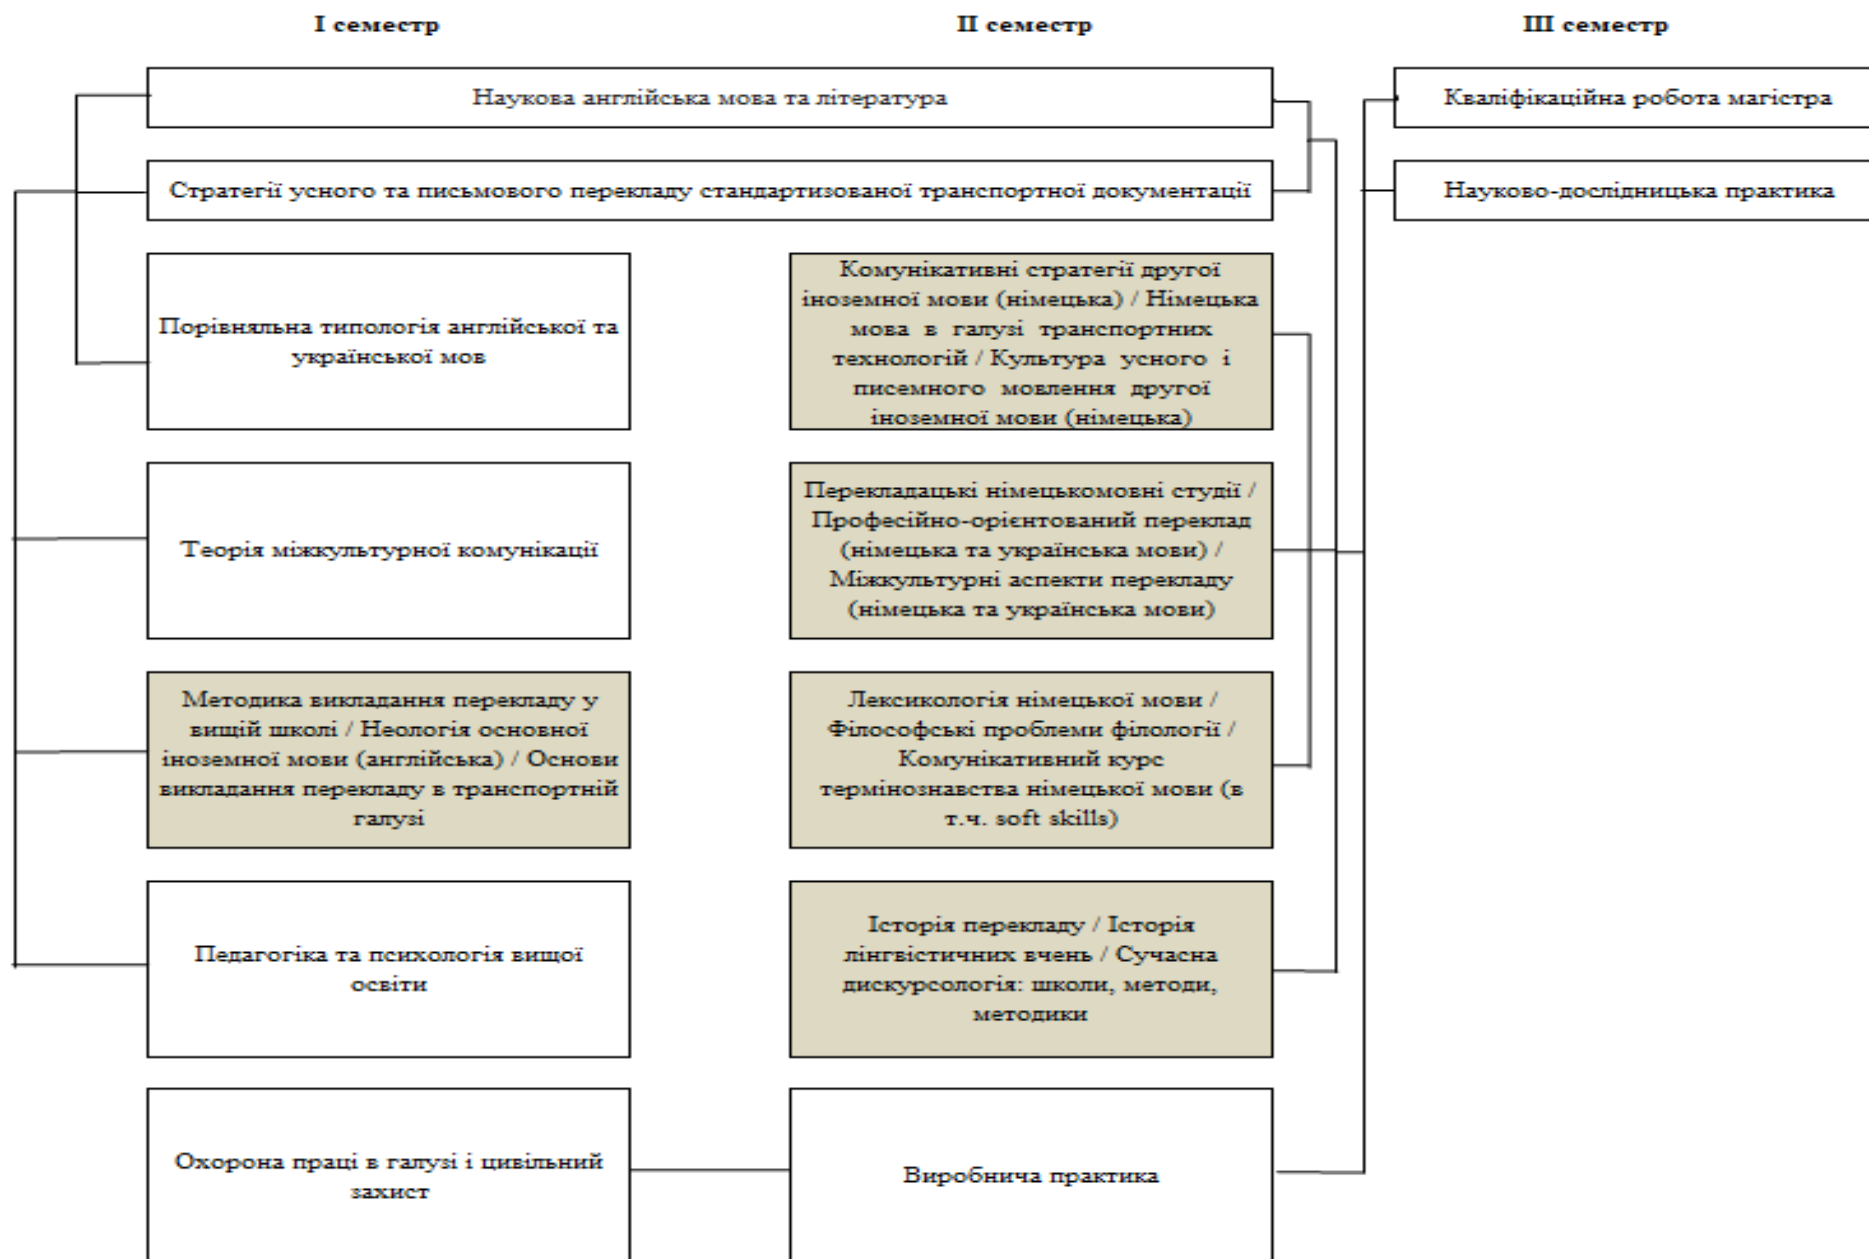 I семестр
II семестр
III семестр
Наукова англійська мова та література
Кваліфікаційна робота магістра
Стратегії усного та письмового перекладу стандартизованої транспортної документації
Науково-дослідницька практика
Порівняльна типологія англійської та
української мов
Комунікативні стратегії другої
іноземної мови (німецька) / Німецька
мова в галузі транспортних
технологій / Культура усного і
писемного мовлення другої
іноземної мови (німецька)
Теорія міжкультурної комунікації
Перекладацькі німецькомовні студії /
Професійно-орієнтований переклад
(німецька та українська мови) /
Міжкультурні аспекти перекладу
(німецька та українська мови)
Методика викладання перекладу у
вищій школі / Неологія основної
іноземної мови (англійська) / Основи
викладання перекладу в транспортній
галузі
Лексикологія німецької мови /
Філософські проблеми філології /
Комунікативний курс
термінознавства німецької мови (в
т.ч. soft skills)
Педагогіка та психологія вищої
освіти
Історія перекладу / Історія
лінгвістичних вчень / Сучасна
дискурсологія: школи, методи,
методики
Охорона праці в галузі і цивільний
захист
Виробнича практика